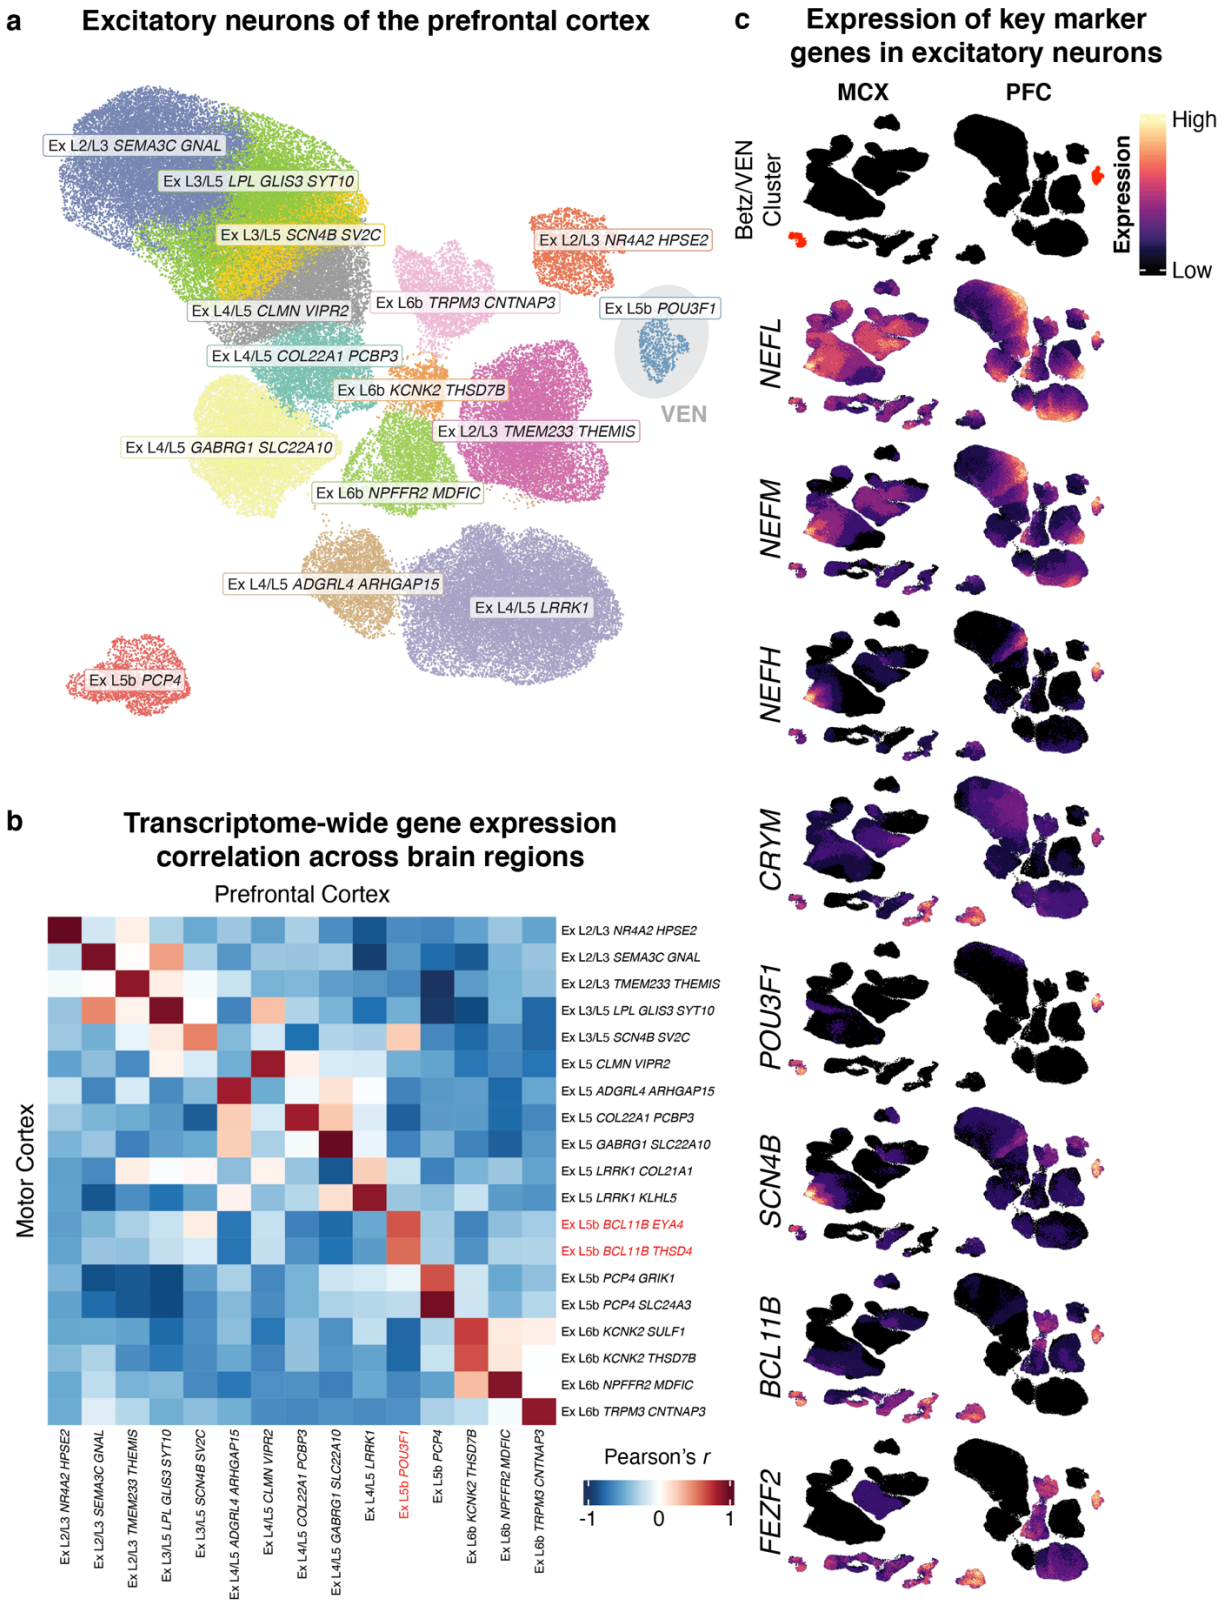 a
Excitatory neurons of the prefrontal cortex
Ex L2/L3 SEMA3C GNAL
Ex L3/L5 LPL GLIS3 SYT10
Ex L3/L5 SCN4B SV2C
Ex L2/L3 NR4A2 HPSE2
Ex L4/L5 CLMN VIPR2
Ex L6b TRPM3 CNTNAP3
Ex L5b POU3F1
Ex L4/L5 COL22A1 PCBP3
Ex L6b KCNK2 THSD7B
VEN
Ex L2/L3 TMEM233 THEMIS
Ex L4/L5 GABRG1 SLC22A10
Ex L6b NPFFR2 MDFIC
Ex L4/L5 ADGRL4 ARHGAP15
Ex L4/L5 LRRK1
Ex L5b PCP4
b
Transcriptome-wide gene expression
correlation across brain regions
Prefrontal Cortex
Motor Cortex
Ex L2/L3 NR4A2 HPSE2
Ex L2/L3 SEMA3C GNAL
Ex L2/L3 TMEM233 THEMIS
Ex L3/L5 LPL GLIS3 SYT10
Ex L3/L5 SCN4B SV2C
Ex L5 CLMN VIPR2
Ex L5 ADGRL4 ARHGAP15
Ex L5 COL22A1 PCBP3
Ex L5 GABRG1 SLC22A10
Ex L5 LRRK1 COL21A1
Ex L5 LRRK1 KLHL5
Ex L5b BCL11B EYA4
Ex L5b BCL11B THSD4
Ex L5b PCP4 GRIK1
Ex L5b PCP4 SLC24A3
Ex L6b KCNK2 SULF1
Ex L6b KCNK2 THSD7B
Ex L6b NPFFR2 MDFIC
Ex L6b TRPM3 CNTNAP3
Ex L2/L3 NR4A2 HPSE2
Ex L2/L3 SEMA3C GNAL
Ex L2/L3 TMEM233 THEMIS
Ex L3/L5 LPL GLIS3 SYT10
Ex L3/L5 SCN4B SV2C
Ex L4/L5 ADGRL4 ARHGAP15
Ex L4/L5 CLMN VIPR2
Ex L4/L5 COL22A1 PCBP3
Ex L4/L5 GABRG1 SLC22A10
Ex L4/L5 LRRK1
Ex L5b POU3F1
Ex L5b PCP4
Ex L6b KCNK2 THSD7B
Ex L6b NPFFR2 MDFIC
Ex L6b TRPM3 CNTNAP3
Pearson's r
-1
0
1
c
Expression of key marker
genes in excitatory neurons
MCX
PFC
Betz/VEN
Cluster
Expression
High
Low
NEFL
NEFM
NEFH
CRYM
POU3F1
SCN4B
BCL11B
FEZF2